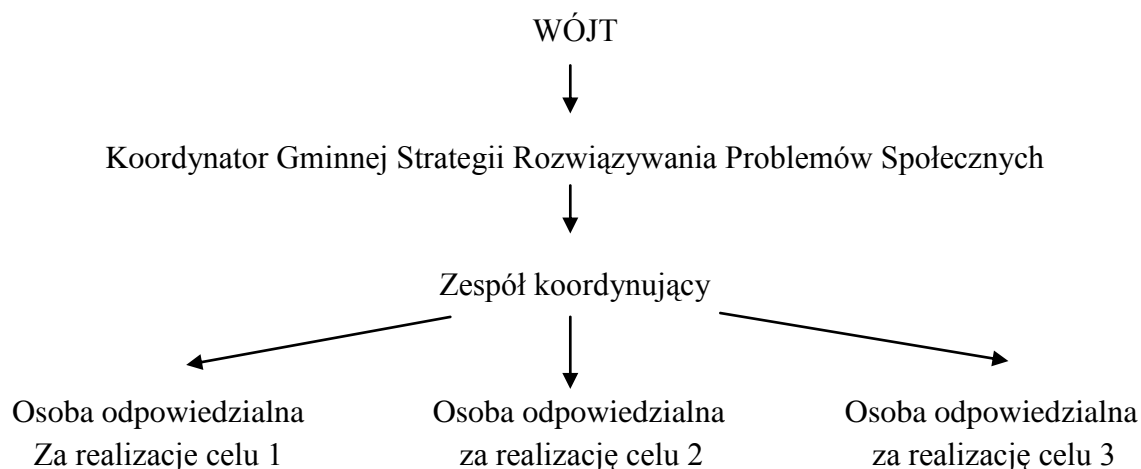 WÓJT
Koordynator Gminnej Strategii Rozwiązywania Problemów Społecznych
Zespół koordynujący
Osoba odpowiedzialna
Za realizacje celu 1
Osoba odpowiedzialna
za realizację celu 2
Osoba odpowiedzialna
za realizację celu 3